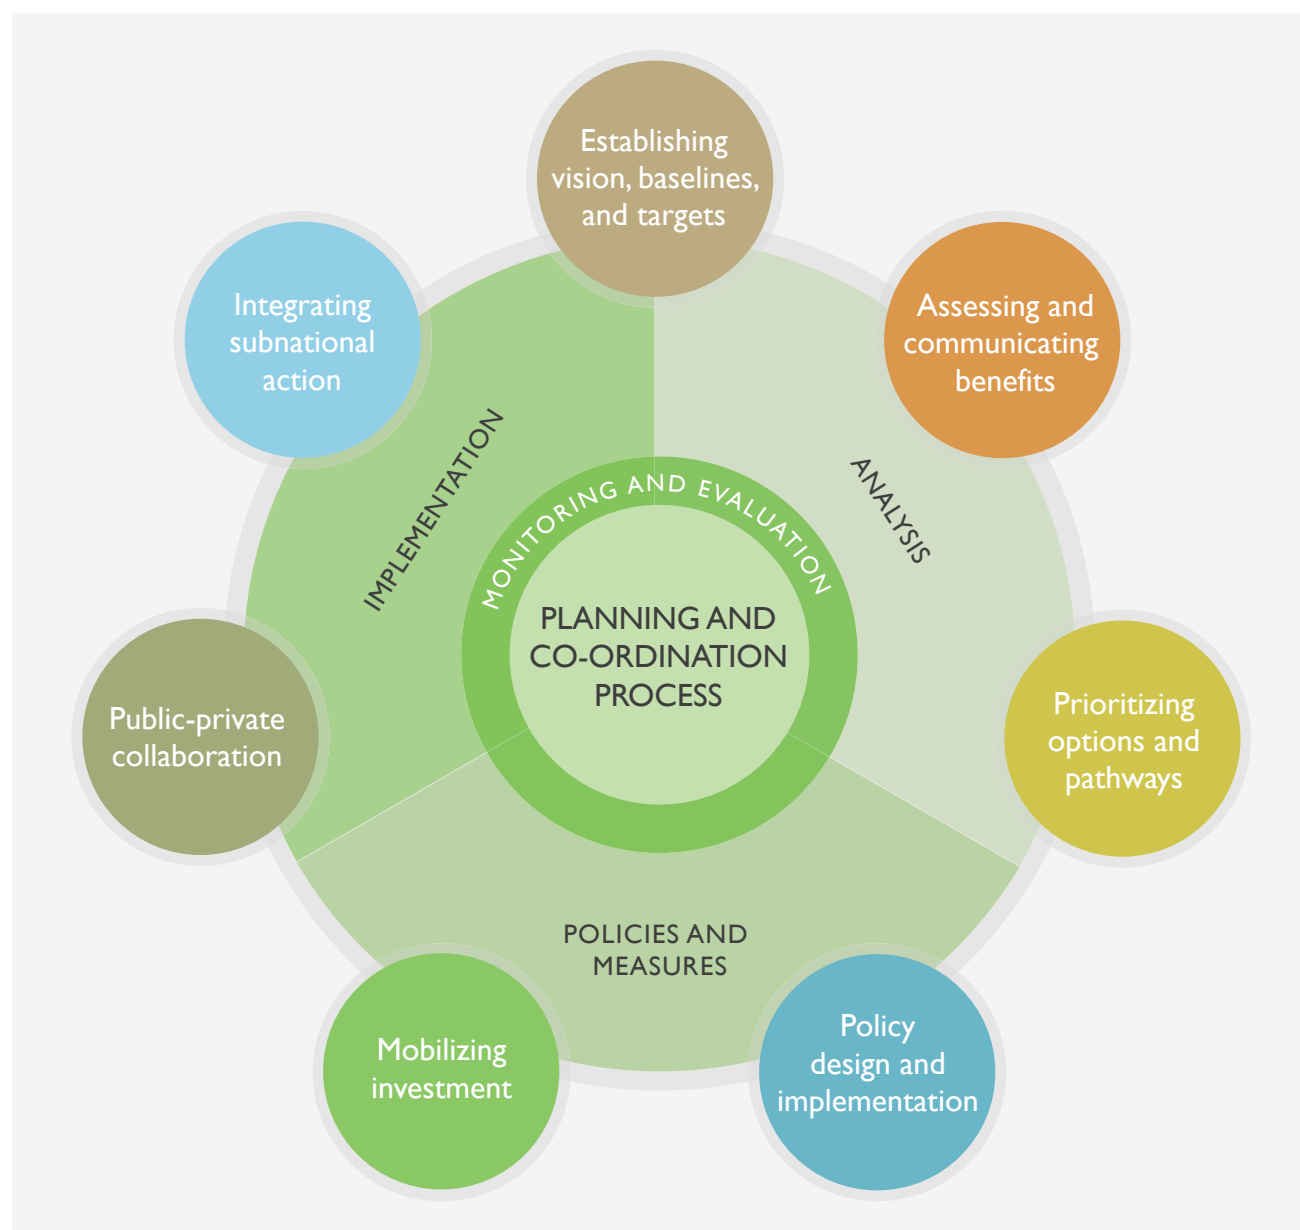 Establishing
vision, baselines,
and targets
Integrating
subnational
action
Assessing and
communicating
benefits
IMPLEMENTATION
ANALYSIS
MONITORING AND EVALUATION
PLANNING AND
CO-ORDINATION
PROCESS
Public-private
collaboration
Prioritizing
options and
pathways
POLICIES AND
MEASURES
Mobilizing
investment
Policy
design and
implementation